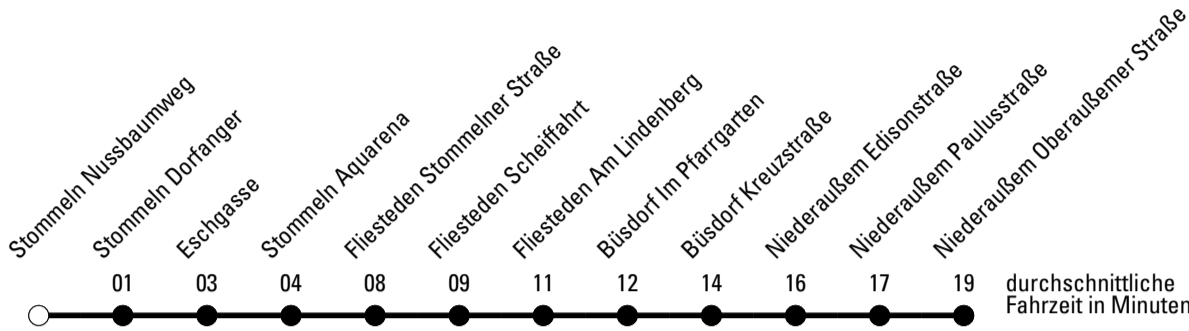 Stommeln Nussbaumweg
Stommeln Dorfanger
Eschgasse
Stommeln Aquarena
Fliesteden Stommelner Straße
Fliesteden Scheiffahrt
Fliesteden Am Lindenberg
Büsdorf Im Pfarrgarten
Büsdorf Kreuzstraße
Niederaußem Edisonstraße
Niederaußem Paulusstraße
Niederaußem Oberaußemer Straße
01 03 04 08 09 11 12 14 16 17 19 durchschnittliche
Fahrzeit in Minuten